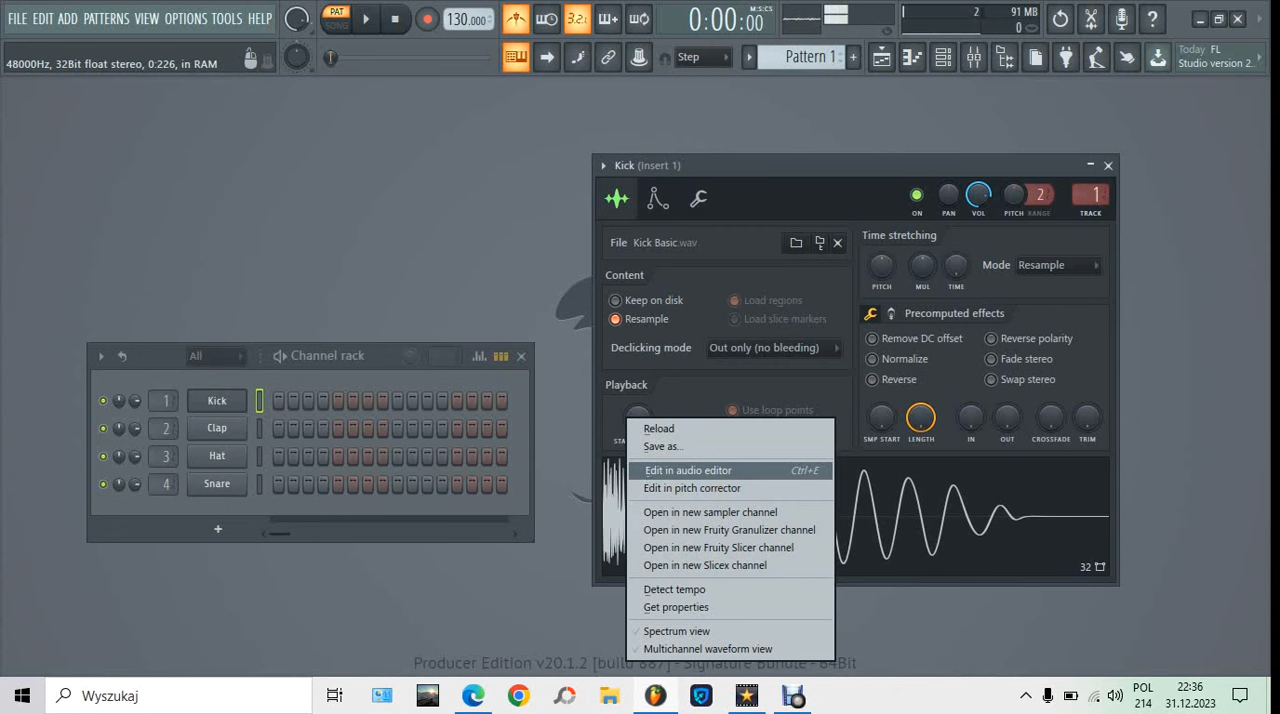 FILE EDIT ADD PATTERNS VIEW OPTIONS TOOLS HELP
PAT
SONG
130.000
3.2.
0:00:00
M:S:CS
2
91 MB
0
48000Hz, 32Bit float stereo, 0:226, in RAM
Step
Pattern 1
+
Today FL
Studio version 2..
Kick (Insert 1)
ON PAN VOL PITCH RANGE TRACK
2
1
File Kick Basic.wav
Time stretching
PITCH MUL TIME
Mode Resample
Content
Keep on disk
Load regions
Resample
Load slice markers
Declicking mode Out only (no bleeding)
Precomputed effects
Remove DC offset
Reverse polarity
Normalize
Fade stereo
Reverse
Swap stereo
SMP START LENGTH IN OUT CROSSFADE TRIM
Playback
Use loop points
STA
32
All
Channel rack
1 Kick
2 Clap
3 Hat
4 Snare
+
Reload
Save as...
Edit in audio editor Ctrl+E
Edit in pitch corrector
Open in new sampler channel
Open in new Fruity Granulizer channel
Open in new Fruity Slicer channel
Open in new Slicex channel
Detect tempo
Get properties
Spectrum view
Multichannel waveform view
Producer Edition v20.1.2 [build 887] - Signature Bundle - 64Bit
Wyszukaj
POL
214
22:36
31.12.2023